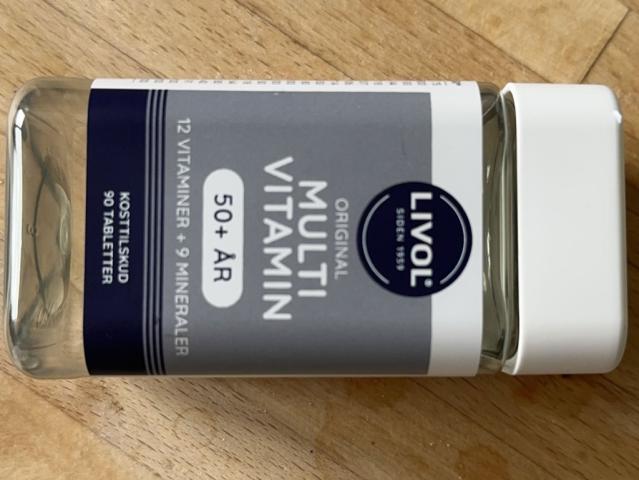 LIVOL®
SIDEN 1959
ORIGINAL
MULTI
VITAMIN
50+ ÅR
12 VITAMINER + 9 MINERALER
KOSTTILSKUD
90 TABLETTER